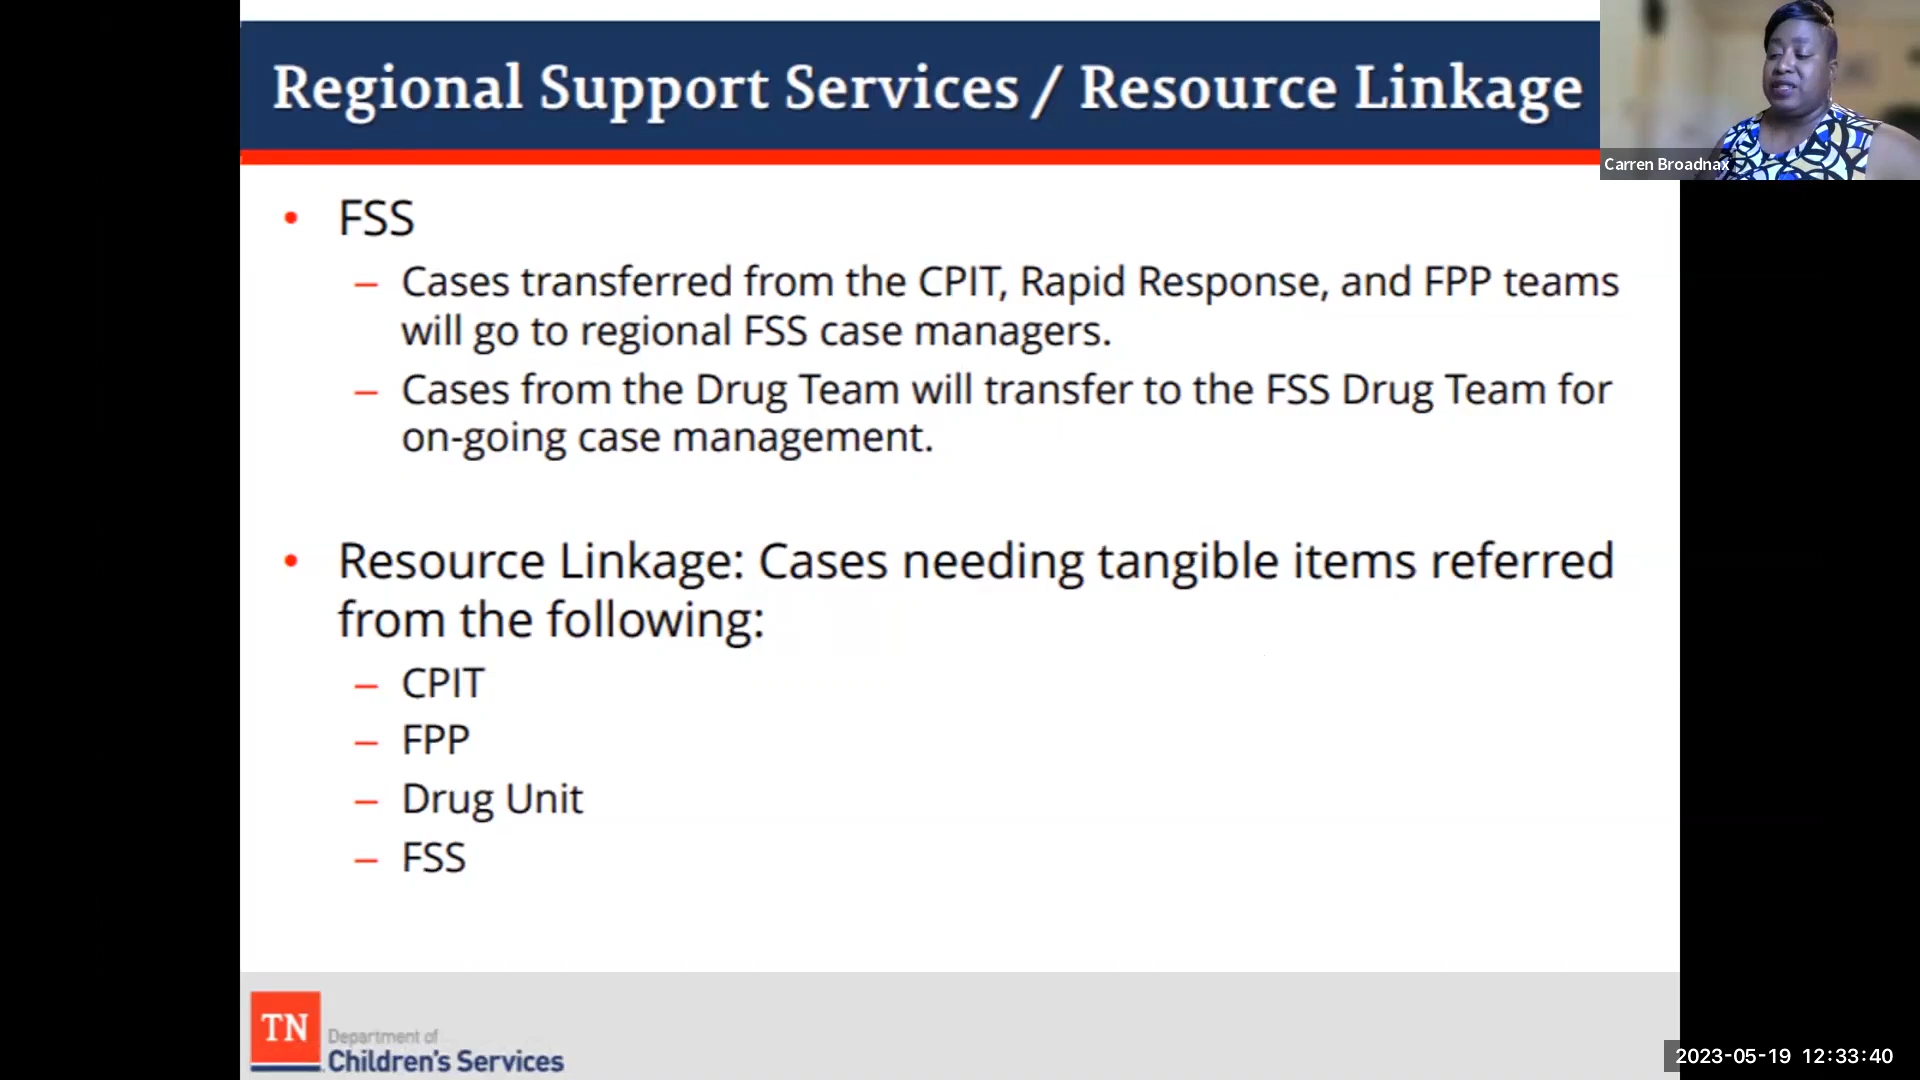 Regional Support Services / Resource Linkage
Carren Broadnax
• FSS
– Cases transferred from the CPIT, Rapid Response, and FPP teams
will go to regional FSS case managers.
– Cases from the Drug Team will transfer to the FSS Drug Team for
on-going case management.
• Resource Linkage: Cases needing tangible items referred
from the following:
– CPIT
– FPP
– Drug Unit
– FSS
TN
Department of
Children's Services
2023-05-19 12:33:40